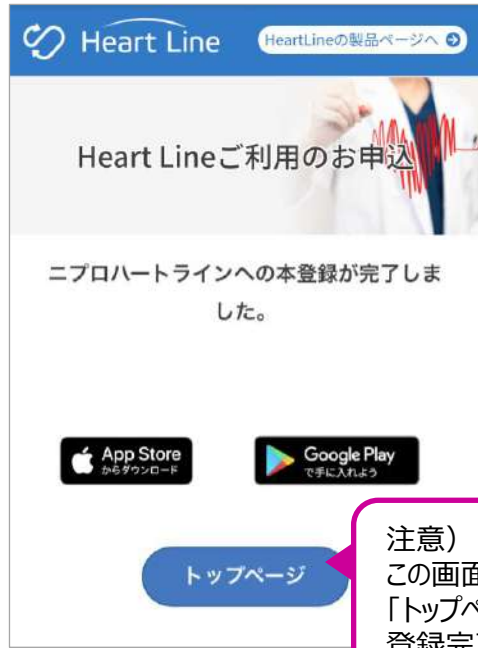 Heart Line
HeartLineの製品ページへ
Heart Lineご利用のお申込
ニプロハートラインへの本登録が完了しま
した。
App Store
からダウンロード
Google Play
で手に入れよう
トップページ
注意）
この画面
「トップペ
登録完